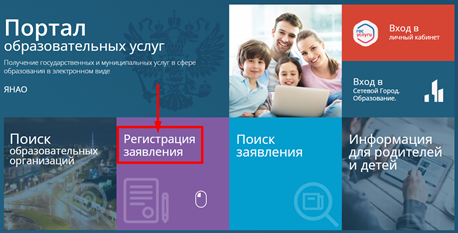 Портал
образовательных услуг
Получение государственных и муниципальных услуг в сфере
образования в электронном виде
ЯНАО
гос
услуги
Вход в
личный кабинет
Вход в
Сетевой Город.
Образование.
Поиск
образовательных
организаций
Регистрация
заявления
Поиск
заявления
Информация
для родителей
и детей